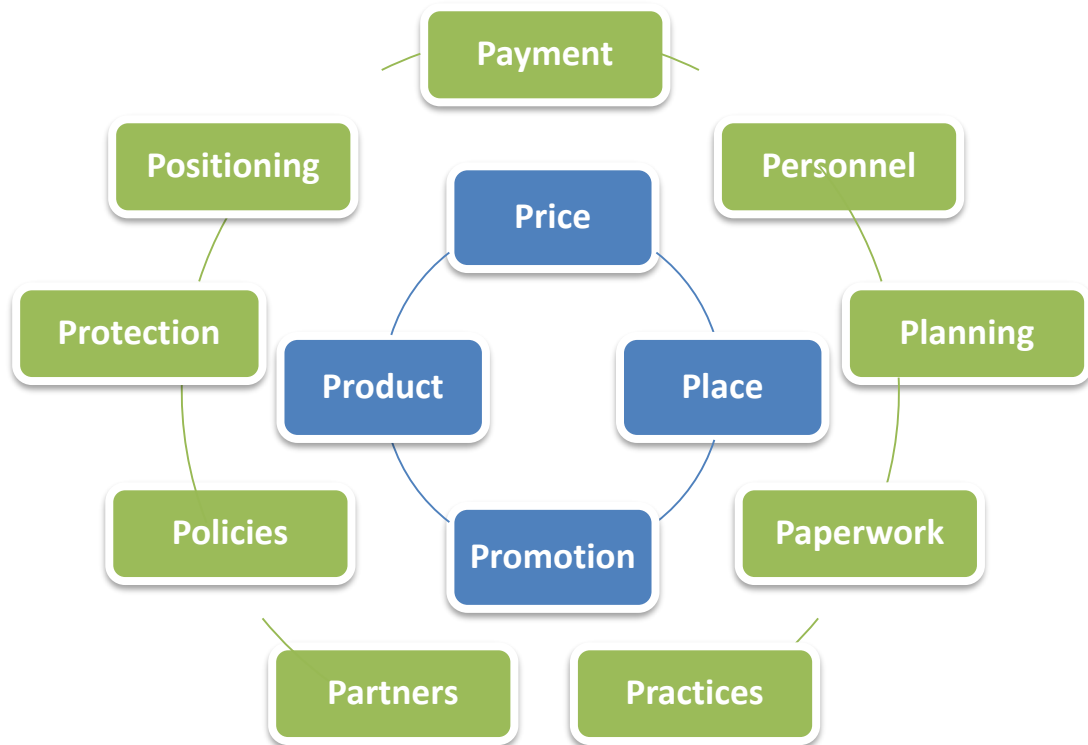 Payment
Positioning
Personnel
Price
Protection
Planning
Product
Place
Policies
Paperwork
Promotion
Partners
Practices